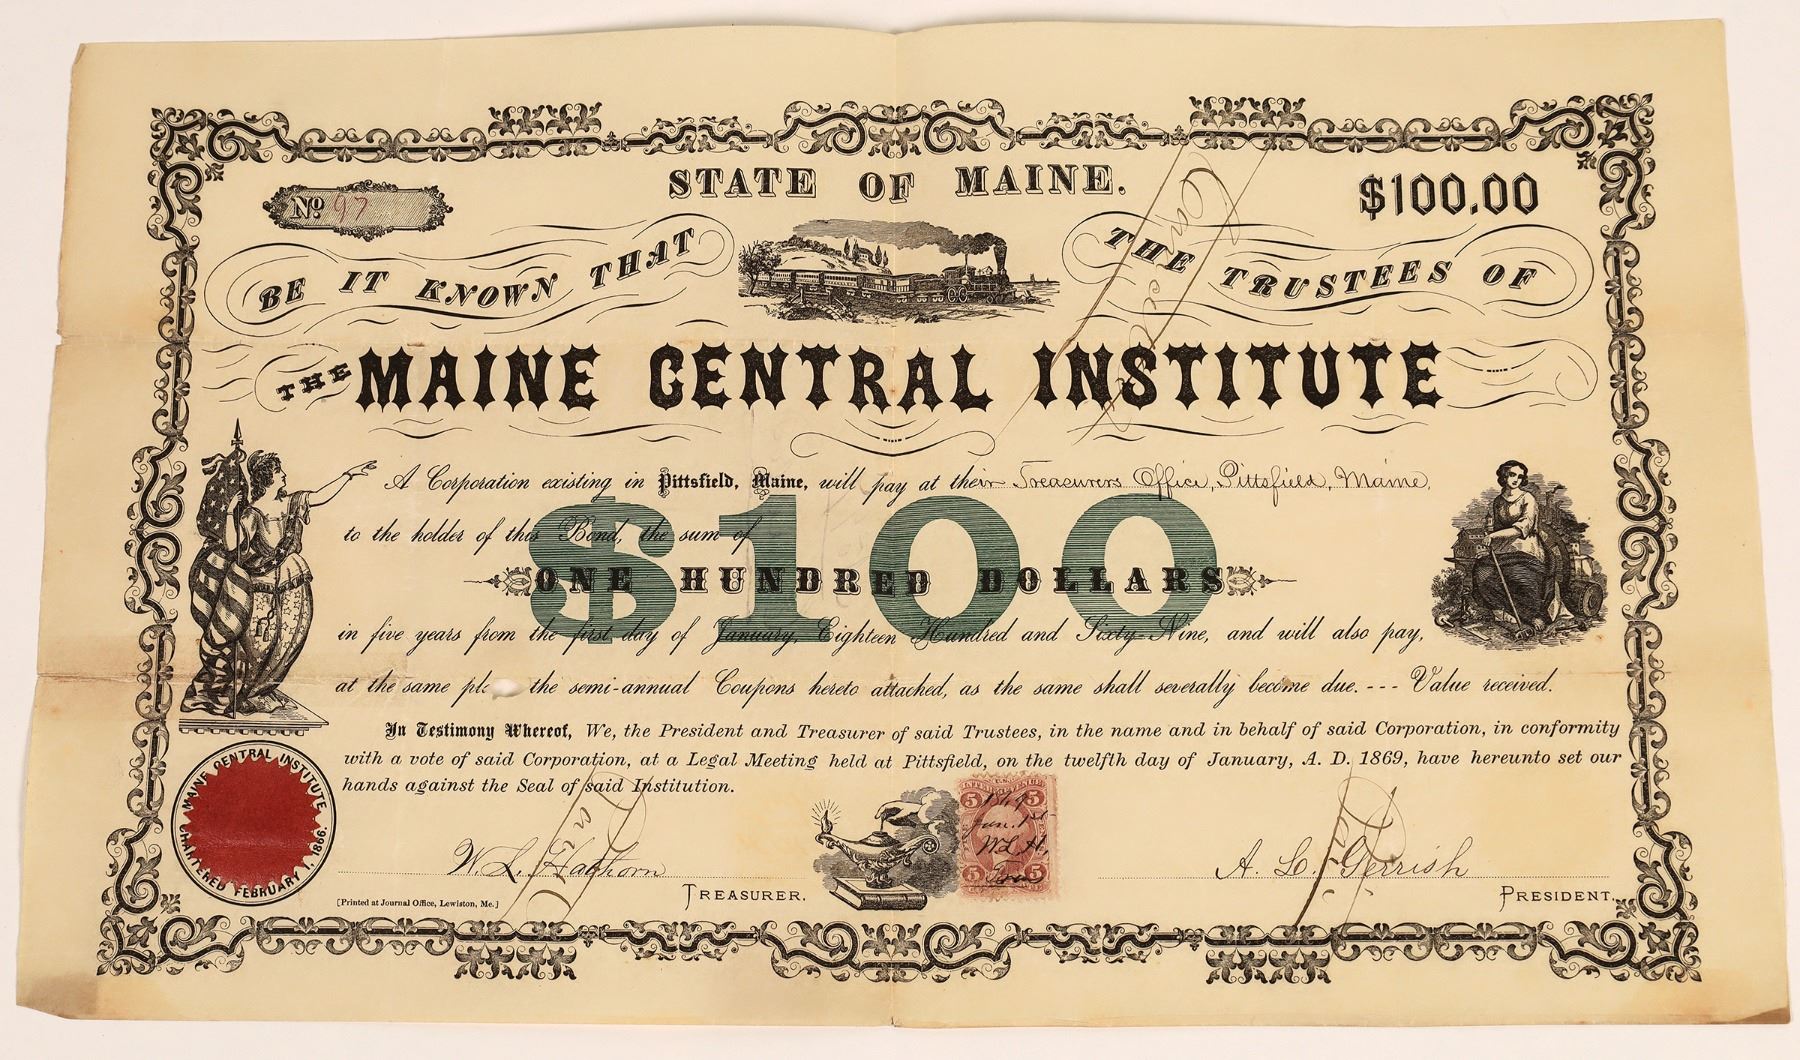 STATE OF MAINE.
No. 97
$100.00
BE IT KNOWN THAT
THE TRUSTEES OF
THE MAINE CENTRAL INSTITUTE
A Corporation existing in Pittsfield, Maine, will pay at their Treasurers Office, Pittsfield, Maine,
to the holder of this Bond, the sum of
$100
ONE HUNDRED DOLLARS
in five years from the first day of January, Eighteen Hundred and Sixty-Nine, and will also pay,
at the same pl the semi-annual Coupons hereto attached, as the same shall severally become due. --- Value received.
In Testimony Whereof, We, the President and Treasurer of said Trustees, in the name and in behalf of said Corporation, in conformity
with a vote of said Corporation, at a Legal Meeting held at Pittsfield, on the twelfth day of January, A. D. 1869, have hereunto set our
hands against the Seal of said Institution.
MAINE CENTRAL INSTITUTE.
CHARTERED FEBRUARY 1, 1866.
W. L. Hathorn
TREASURER.
5 5
1869
Jan. 1st
W L H.
5 5
A. L. Gerrish
PRESIDENT.
[Printed at Journal Office, Lewiston, Me.]